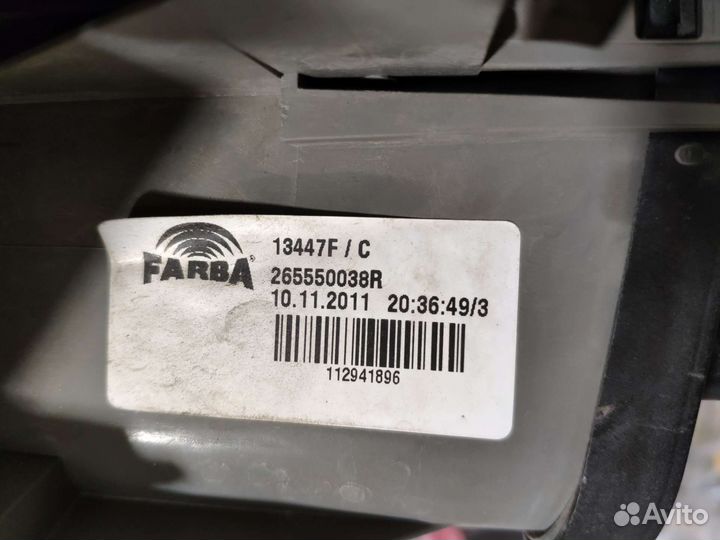 FARBA®
13447F / C
265550038R
10.11.2011 20:36:49/3
112941896
Avito